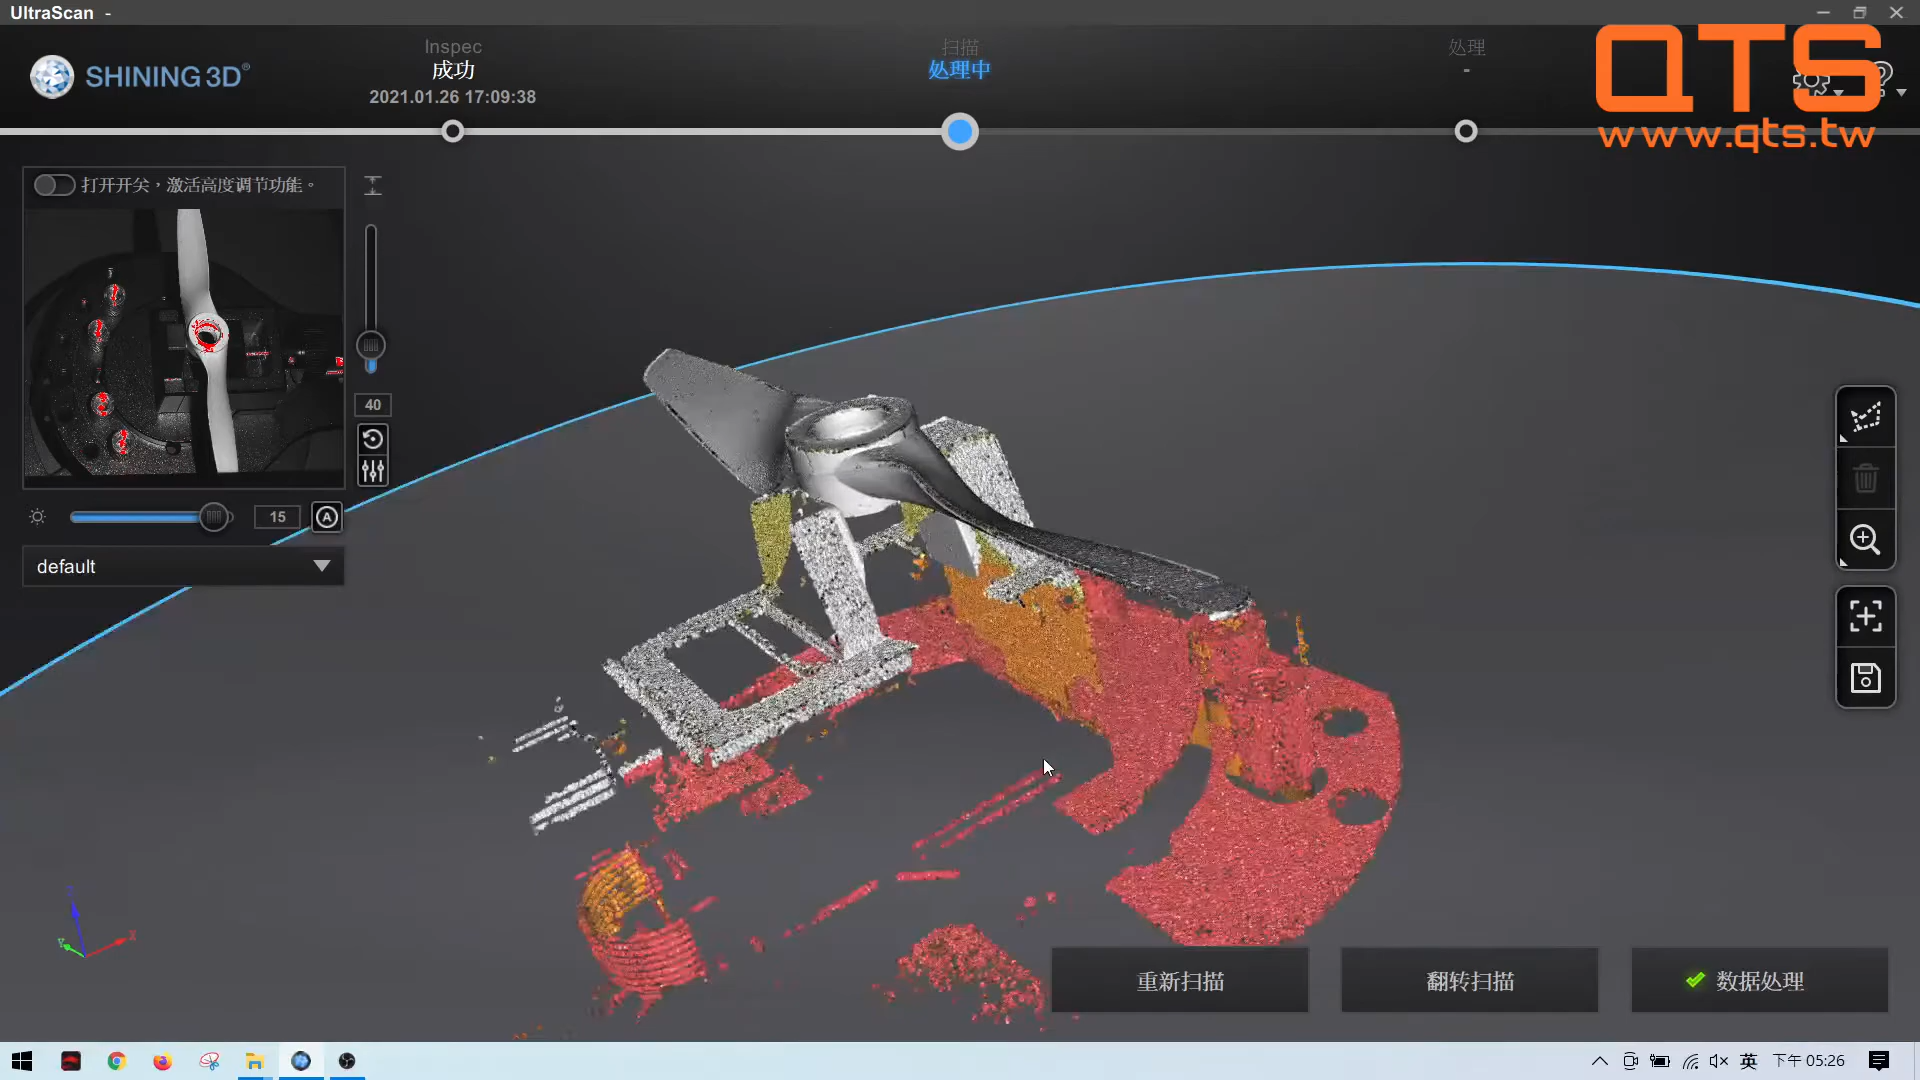 UltraScan -
SHINING 3D®
Inspec
成功
2021.01.26 17:09:38
扫描
处理中
处理
-
QTS
www.qts.tw
打开开关，激活高度调节功能。
40
15
A
default
X
Y
重新扫描
翻转扫描
数据处理
英
下午 05:26